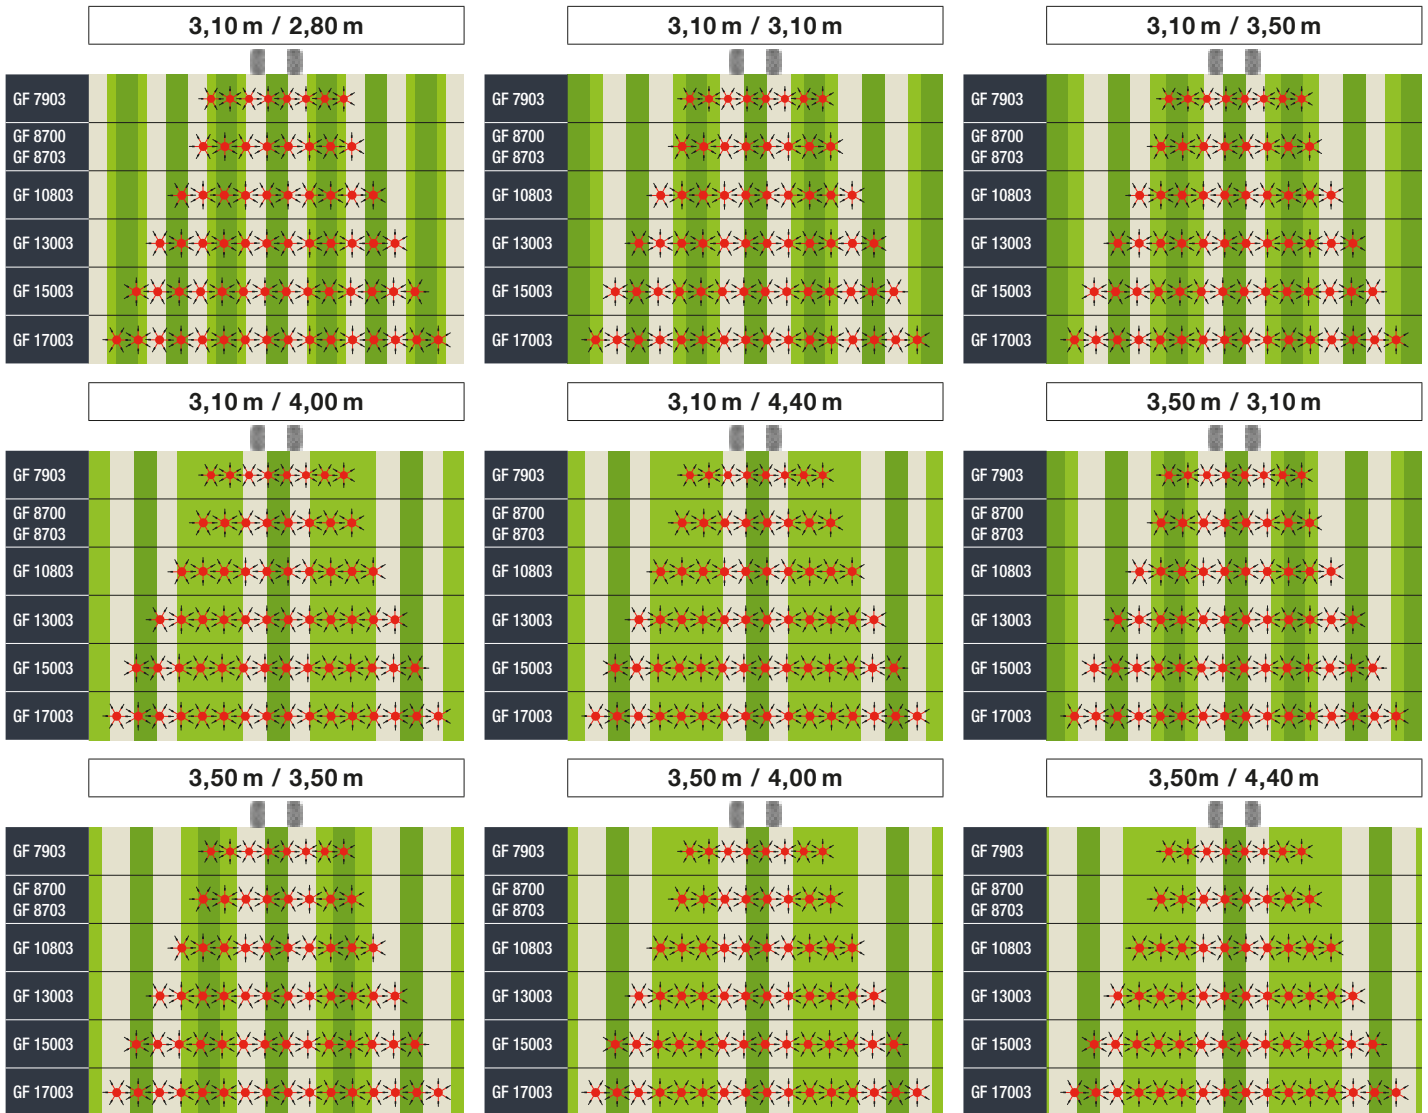 3,10 m / 2,80 m
GF 7903
GF 8700
GF 8703
GF 10803
GF 13003
GF 15003
GF 17003
3,10 m / 3,10 m
GF 7903
GF 8700
GF 8703
GF 10803
GF 13003
GF 15003
GF 17003
3,10 m / 3,50 m
GF 7903
GF 8700
GF 8703
GF 10803
GF 13003
GF 15003
GF 17003
3,10 m / 4,00 m
GF 7903
GF 8700
GF 8703
GF 10803
GF 13003
GF 15003
GF 17003
3,10 m / 4,40 m
GF 7903
GF 8700
GF 8703
GF 10803
GF 13003
GF 15003
GF 17003
3,50 m / 3,10 m
GF 7903
GF 8700
GF 8703
GF 10803
GF 13003
GF 15003
GF 17003
3,50 m / 3,50 m
GF 7903
GF 8700
GF 8703
GF 10803
GF 13003
GF 15003
GF 17003
3,50 m / 4,00 m
GF 7903
GF 8700
GF 8703
GF 10803
GF 13003
GF 15003
GF 17003
3,50m / 4,40 m
GF 7903
GF 8700
GF 8703
GF 10803
GF 13003
GF 15003
GF 17003